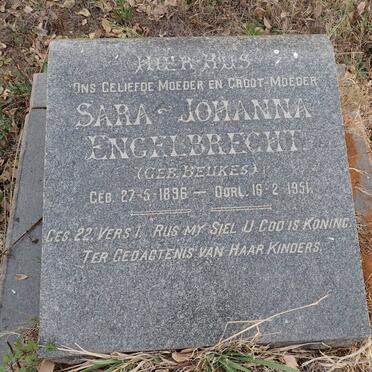 HIER RUS
ONS GELIEFDE MOEDER EN GROOT-MOEDER
SARA - JOHANNA
ENGELBRECHT
(GEB. BEUKES)
GEB. 27-5-1896 — OORL. 16-2-1951.
GES. 22. VERS 1. RUS MY SIEL U GOD IS KONING
TER GEDAGTENIS VAN HAAR KINDERS.